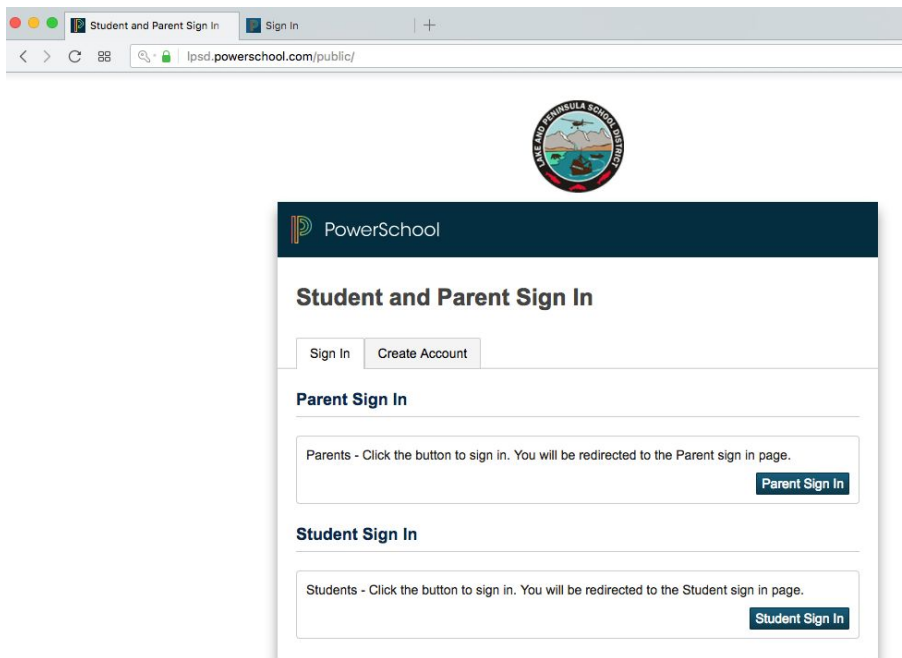 Student and Parent Sign In
Sign In
lpsd.powerschool.com/public/
LAKE AND PENINSULA SCHOOL DISTRICT
PowerSchool
Student and Parent Sign In
Sign In
Create Account
Parent Sign In
Parents - Click the button to sign in. You will be redirected to the Parent sign in page.
Parent Sign In
Student Sign In
Students - Click the button to sign in. You will be redirected to the Student sign in page.
Student Sign In